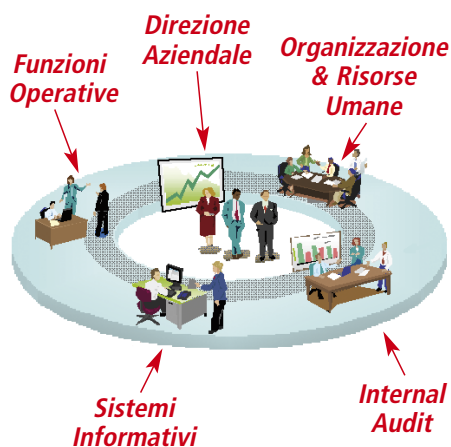 Direzione
Aziendale
Organizzazione
& Risorse
Umane
Funzioni
Operative
Sistemi
Informativi
Internal
Audit